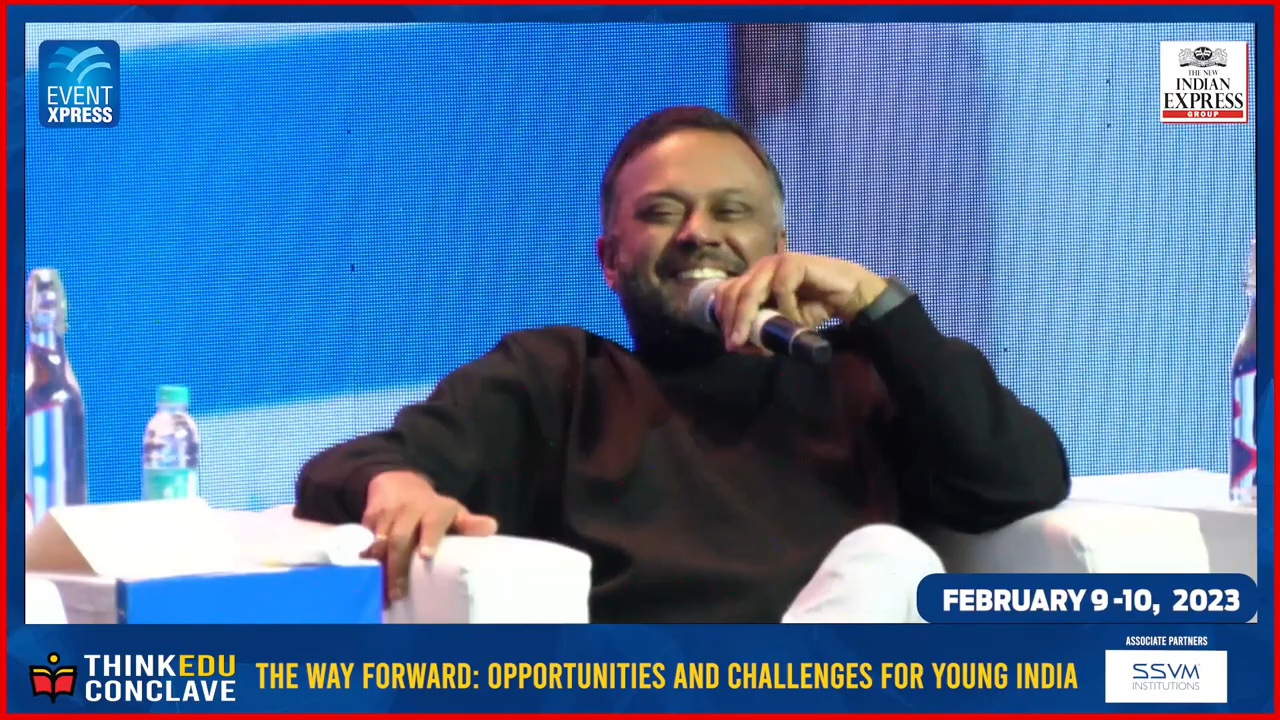 EVENT
XPRESS
THE NEW
INDIAN
EXPRESS
GROUP
FEBRUARY 9-10, 2023
THINKEDU
CONCLAVE
THE WAY FORWARD: OPPORTUNITIES AND CHALLENGES FOR YOUNG INDIA
ASSOCIATE PARTNERS
SSVM
INSTITUTIONS